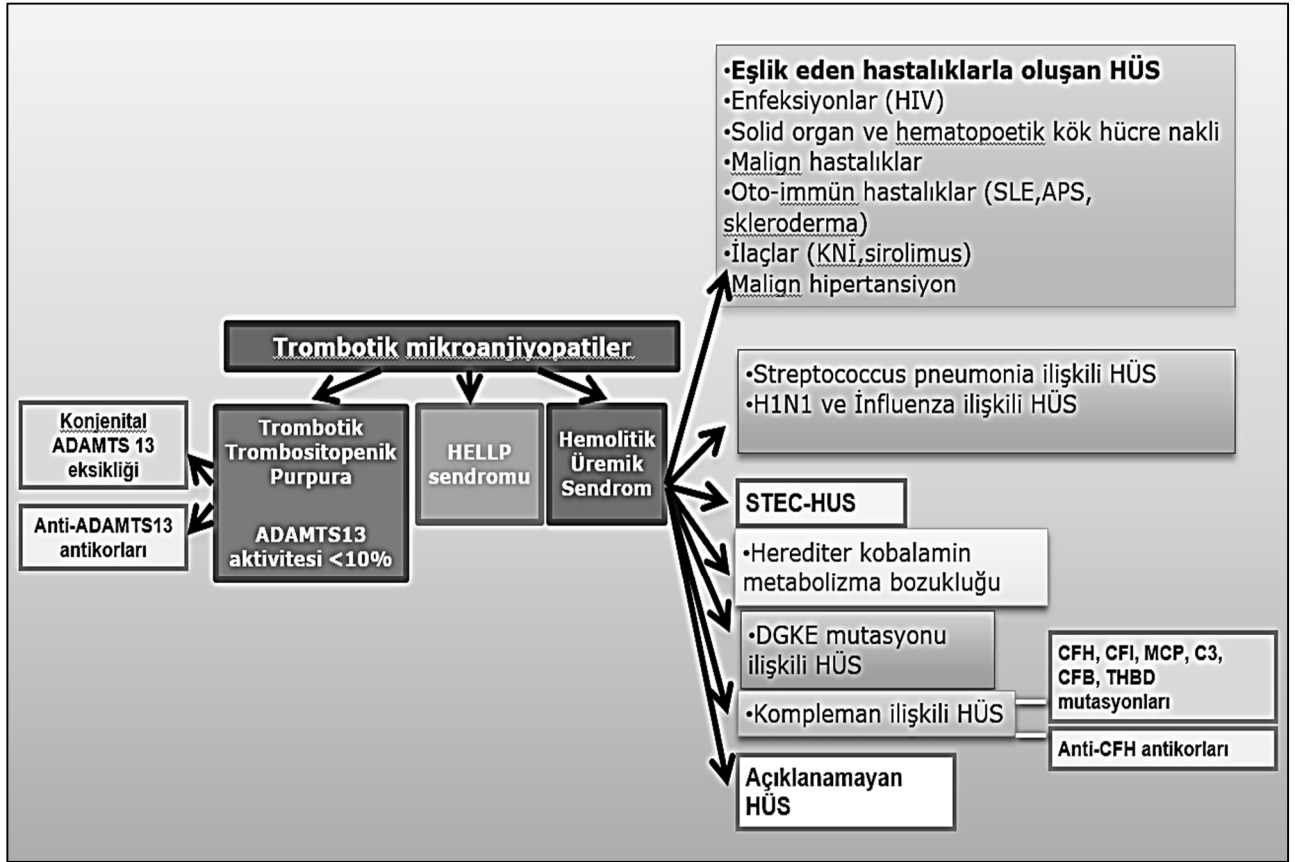 •Eşlik eden hastalıklarla oluşan HÜS
•Enfeksiyonlar (HIV)
•Solid organ ve hematopoetik kök hücre nakli
•Malign hastalıklar
•Oto-immün hastalıklar (SLE,APS,
skleroderma)
•İlaçlar (KNİ,sirolimus)
•Malign hipertansiyon
Trombotik mikroanjiyopatiler
Konjenital
ADAMTS 13
eksikliği
Anti-ADAMTS13
antikorları
Trombotik
Trombositopenik
Purpura
ADAMTS13
aktivitesi <10%
HELLP
sendromu
Hemolitik
Üremik
Sendrom
•Streptococcus pneumonia ilişkili HÜS
•H1N1 ve İnfluenza ilişkili HÜS
STEC-HUS
•Herediter kobalamin
metabolizma bozukluğu
•DGKE mutasyonu
ilişkili HÜS
•Kompleman ilişkili HÜS
CFH, CFI, MCP, C3,
CFB, THBD
mutasyonları
Anti-CFH antikorları
Açıklanamayan
HÜS